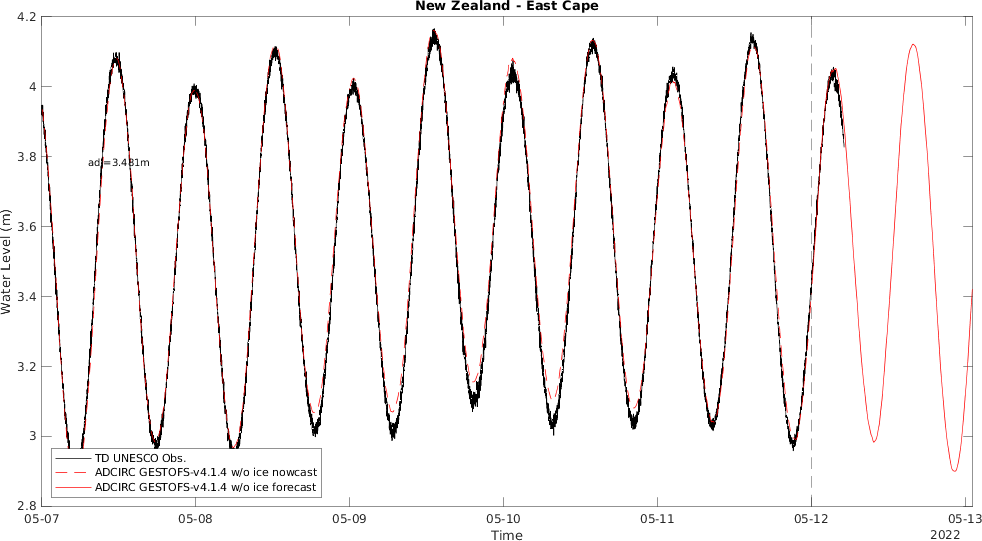 New Zealand - East Cape
4.2
4
3.8
3.6
3.4
3.2
3
2.8
Water Level (m)
adj=3.481m
TD UNESCO Obs.
ADCIRC GESTOFS-v4.1.4 w/o ice nowcast
ADCIRC GESTOFS-v4.1.4 w/o ice forecast
05-07 05-08 05-09 05-10 05-11 05-12 05-13
Time
2022